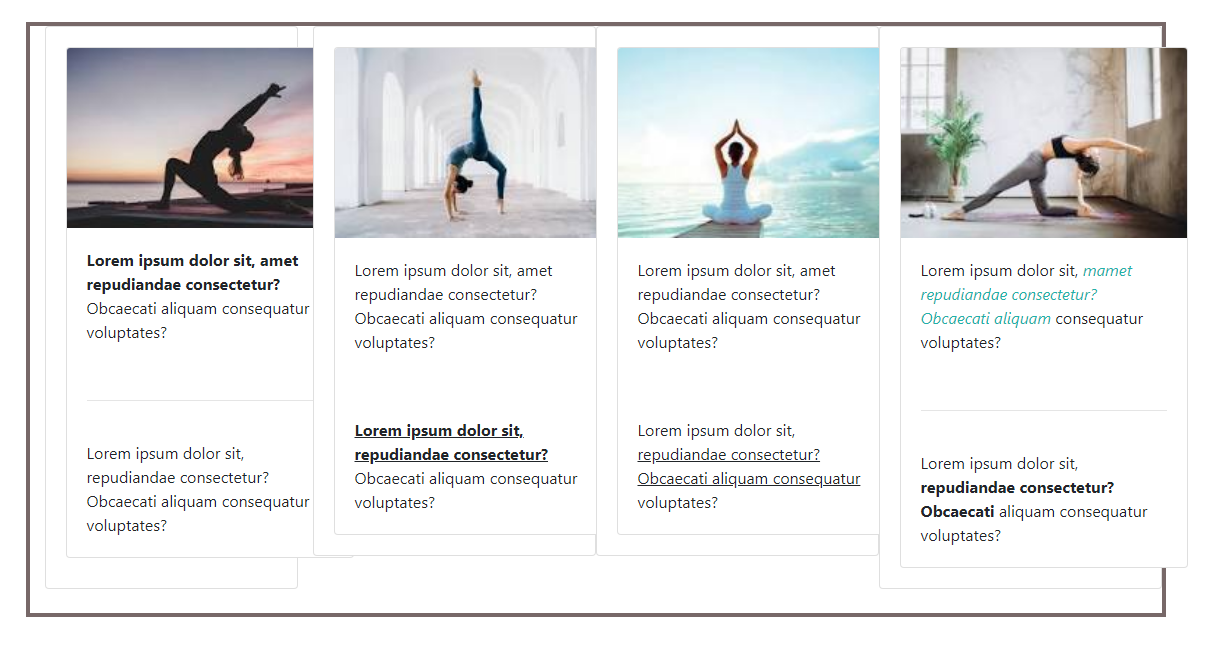 Lorem ipsum dolor sit, amet
repudiandae consectetur?
Obcaecati aliquam consequatur
voluptates?
Lorem ipsum dolor sit,
repudiandae consectetur?
Obcaecati aliquam consequatur
voluptates?
Lorem ipsum dolor sit, amet
repudiandae consectetur?
Obcaecati aliquam consequatur
voluptates?
Lorem ipsum dolor sit,
repudiandae consectetur?
Obcaecati aliquam consequatur
voluptates?
Lorem ipsum dolor sit, amet
repudiandae consectetur?
Obcaecati aliquam consequatur
voluptates?
Lorem ipsum dolor sit,
repudiandae consectetur?
Obcaecati aliquam consequatur
voluptates?
Lorem ipsum dolor sit, mamet
repudiandae consectetur?
Obcaecati aliquam consequatur
voluptates?
Lorem ipsum dolor sit,
repudiandae consectetur?
Obcaecati aliquam consequatur
voluptates?